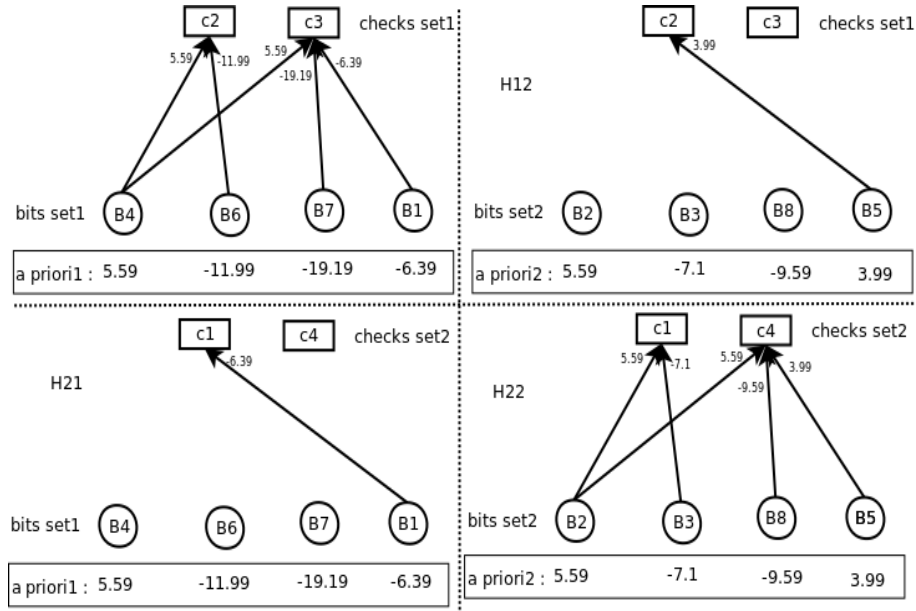 c2 c3 checks set1
5.59 -11.99 5.59 -19.19 -6.39
bits set1 B4 B6 B7 B1
a priori1 : 5.59 -11.99 -19.19 -6.39
c2 c3 checks set1
3.99
H12
bits set2 B2 B3 B8 B5
a priori2 : 5.59 -7.1 -9.59 3.99
c1 c4 checks set2
-6.39
H21
bits set1 B4 B6 B7 B1
a priori1 : 5.59 -11.99 -19.19 -6.39
c1 c4 checks set2
5.59 -7.1 5.59 -9.59 3.99
H22
bits set2 B2 B3 B8 B5
a priori2 : 5.59 -7.1 -9.59 3.99